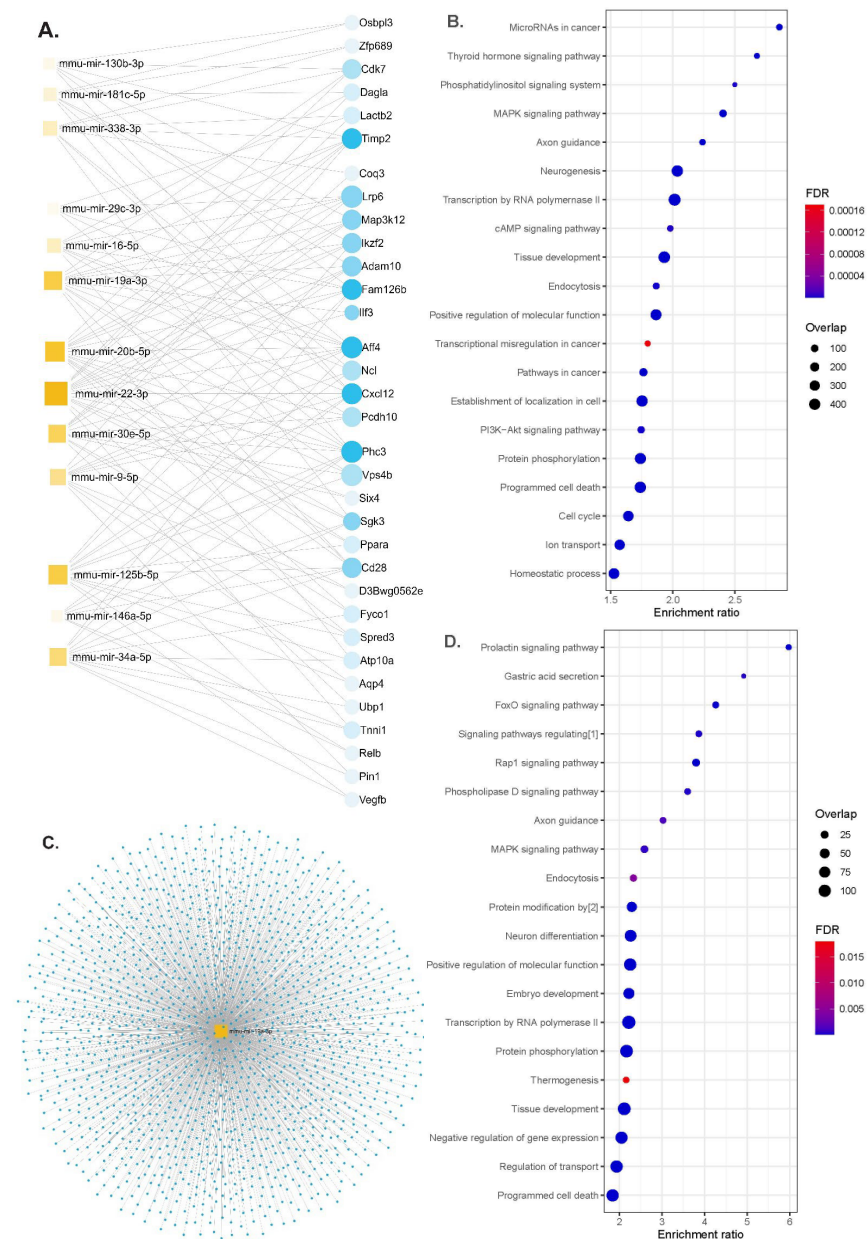 A.
mmu-mir-130b-3p
mmu-mir-181c-5p
mmu-mir-338-3p
mmu-mir-29c-3p
mmu-mir-16-5p
mmu-mir-19a-3p
mmu-mir-20b-5p
mmu-mir-22-3p
mmu-mir-30e-5p
mmu-mir-9-5p
mmu-mir-125b-5p
mmu-mir-146a-5p
mmu-mir-34a-5p
Osbpl3
Zfp689
Cdk7
Dagla
Lactb2
Timp2
Coq3
Lrp6
Map3k12
Ikzf2
Adam10
Fam126b
Ilf3
Aff4
Ncl
Cxcl12
Pcdh10
Phc3
Vps4b
Six4
Sgk3
Ppara
Cd28
D3Bwg0562e
Fyco1
Spred3
Atp10a
Aqp4
Ubp1
Tnni1
Relb
Pin1
Vegfb
B.
MicroRNAs in cancer
Thyroid hormone signaling pathway
Phosphatidylinositol signaling system
MAPK signaling pathway
Axon guidance
Neurogenesis
Transcription by RNA polymernase II
cAMP signaling pathway
Tissue development
Endocytosis
Positive regulation of molecular function
Transcriptional misregulation in cancer
Pathways in cancer
Establishment of localization in cell
PI3K−Akt signaling pathway
Protein phosphorylation
Programmed cell death
Cell cycle
Ion transport
Homeostatic process
1.5 2.0 2.5
Enrichment ratio
FDR
0.00016
0.00012
0.00008
0.00004
Overlap
100
200
300
400
C.
D.
Prolactin signaling pathway
Gastric acid secretion
FoxO signaling pathway
Signaling pathways regulating[1]
Rap1 signaling pathway
Phospholipase D signaling pathway
Axon guidance
MAPK signaling pathway
Endocytosis
Protein modification by[2]
Neuron differentiation
Positive regulation of molecular function
Embryo development
Transcription by RNA polymerase II
Protein phosphorylation
Thermogenesis
Tissue development
Negative regulation of gene expression
Regulation of transport
Programmed cell death
2 3 4 5 6
Enrichment ratio
Overlap
25
50
75
100
FDR
0.015
0.010
0.005